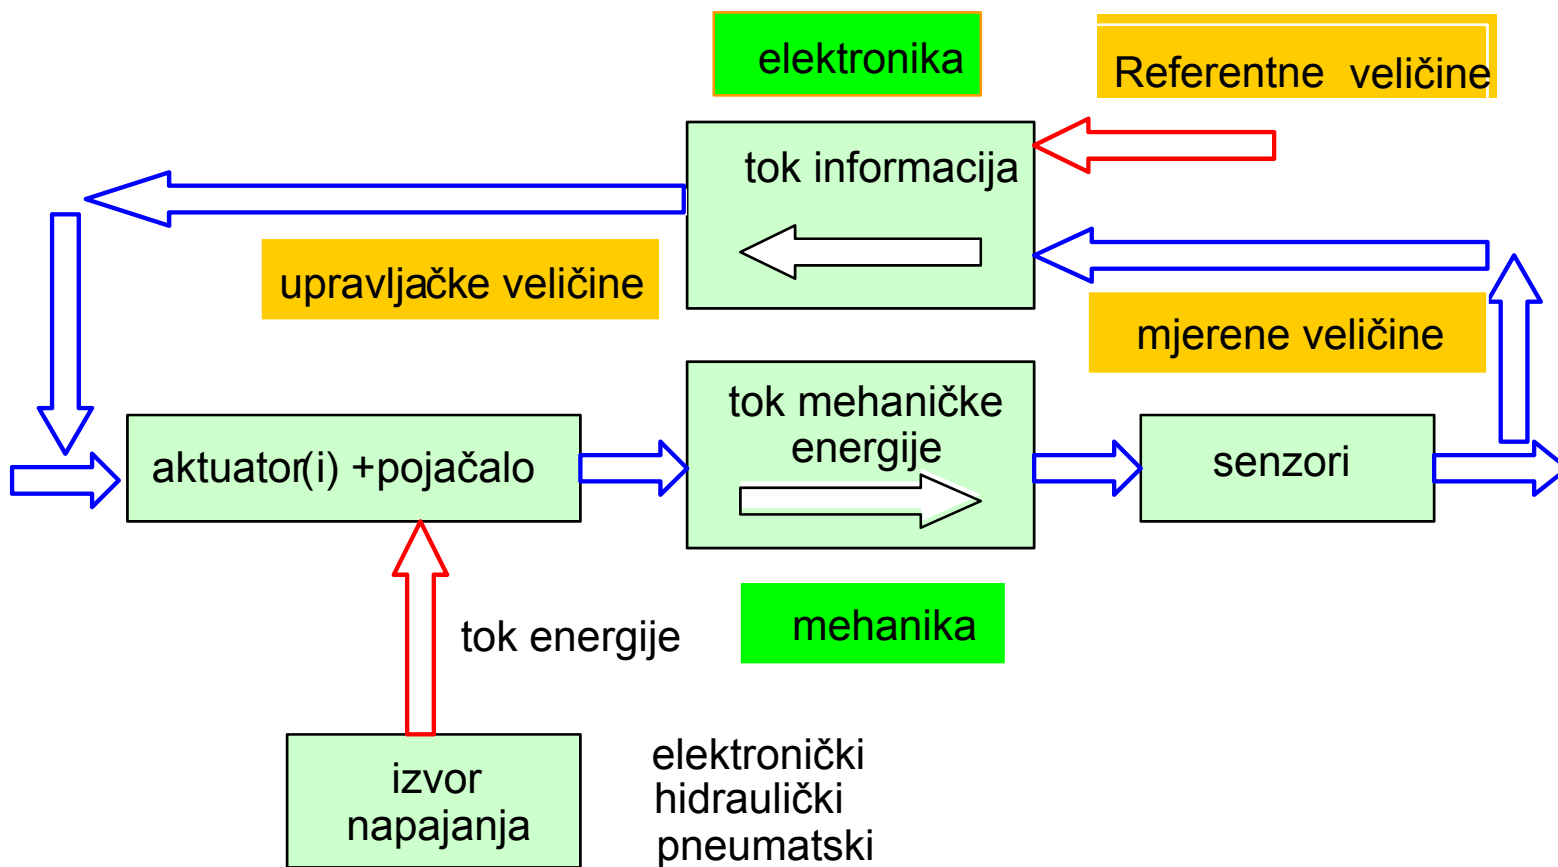 elektronika
Referentne veličine
tok informacija
upravljačke veličine
mjerene veličine
tok mehaničke
energije
aktuator(i) +pojačalo
senzori
mehanika
tok energije
izvor
napajanja
elektronički
hidraulički
pneumatski